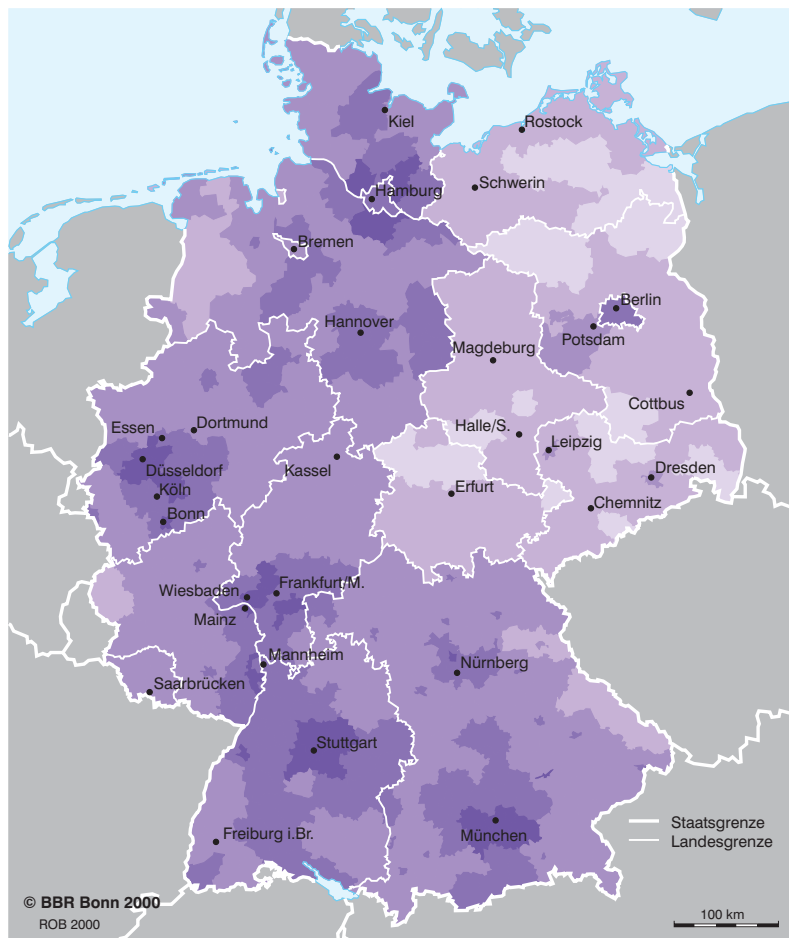 Kiel
Rostock
Schwerin
Hamburg
Bremen
Berlin
Hannover
Potsdam
Magdeburg
Cottbus
Essen
Dortmund
Halle/S.
Leipzig
Düsseldorf
Kassel
Dresden
Köln
Erfurt
Chemnitz
Bonn
Wiesbaden
Frankfurt/M.
Mainz
Mannheim
Nürnberg
Saarbrücken
Stuttgart
Freiburg i.Br.
München
Staatsgrenze
Landesgrenze
© BBR Bonn 2000
ROB 2000
100 km